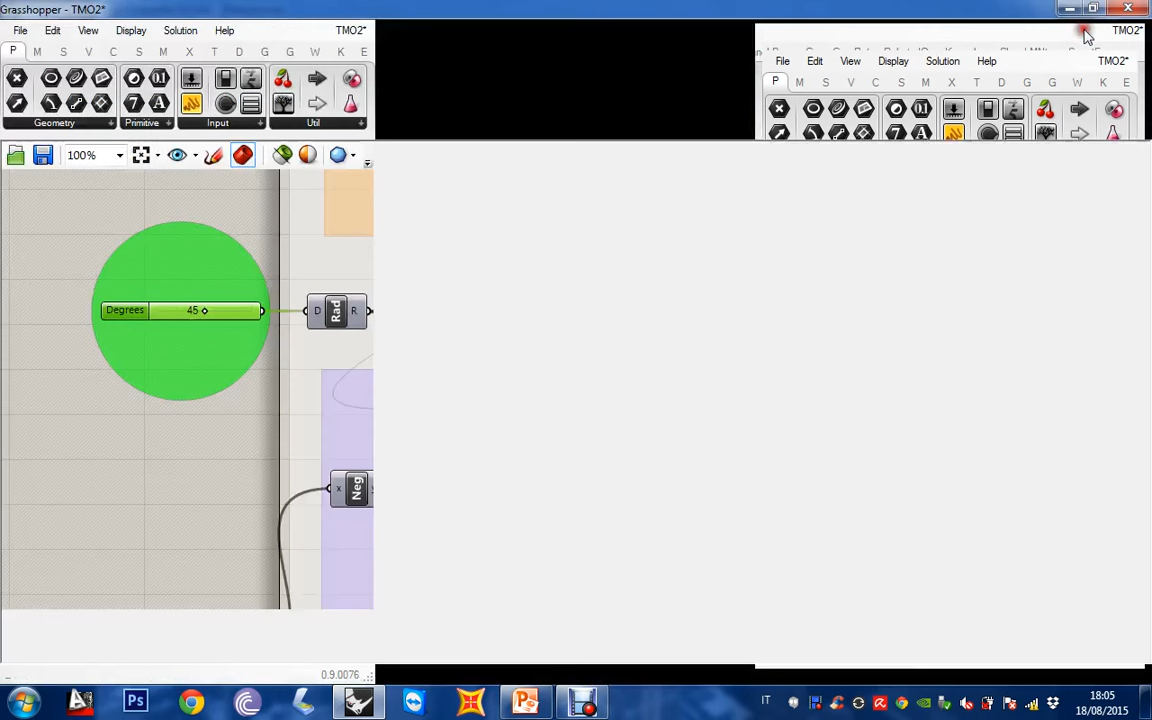 Grasshopper - TMO2*
File Edit View Display Solution Help TMO2*
P M S V C S M X T D G W K E
Geometry Primitive Input Util
100%
Degrees 45
D Rad R
x Neg
0.9.0076
TMO2*
File Edit View Display Solution Help TMO2*
P M S V C S M X T D G W K E
Ps
IT
18:05
18/08/2015